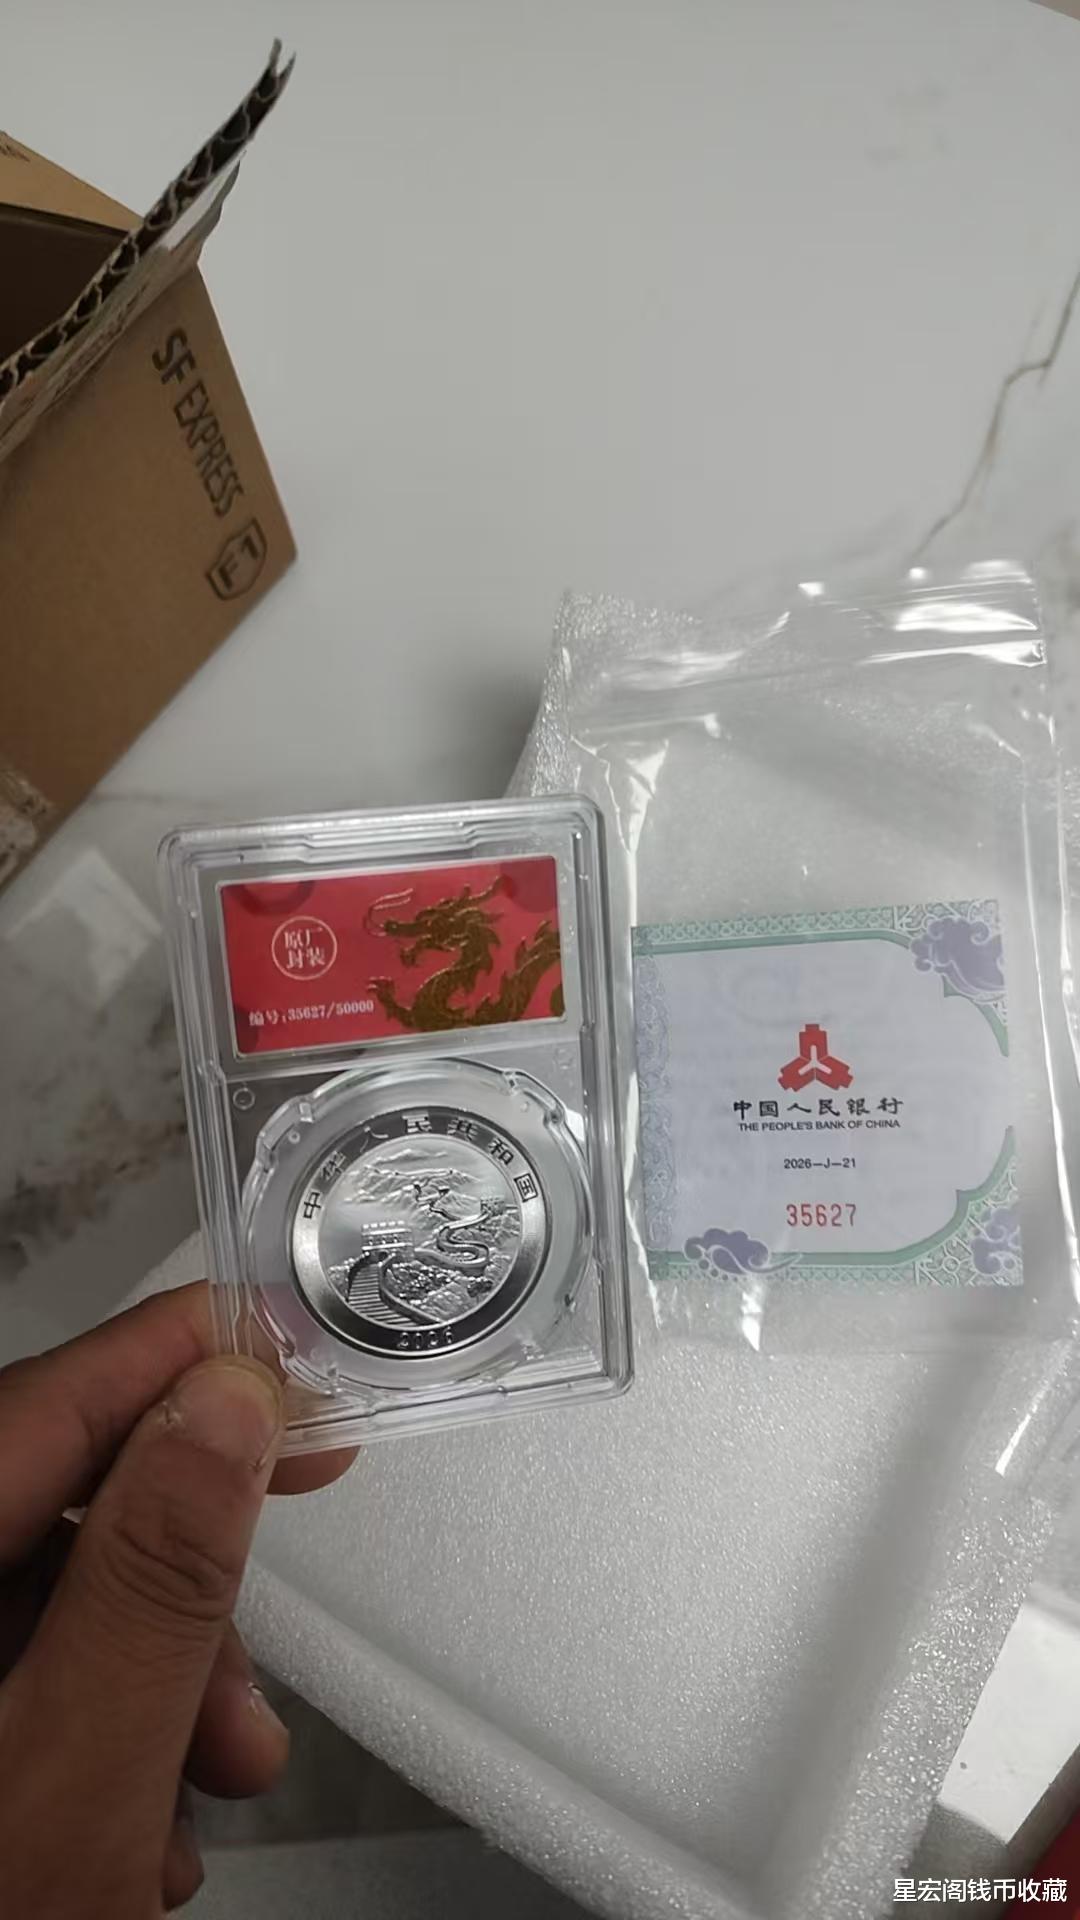 SF EXPRESS
原厂
封装
编号:35627/50000
中华人民共和国
2026
中国人民银行
THE PEOPLE'S BANK OF CHINA
2026—J—21
35627
星宏阁钱币收藏